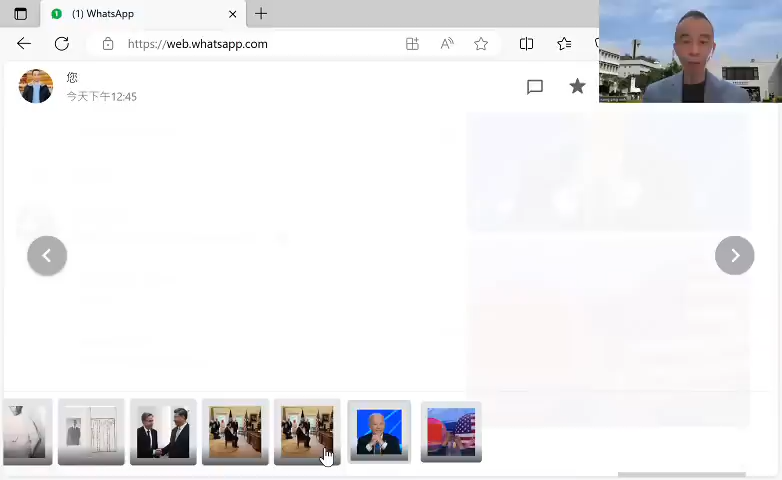 (1) WhatsApp
https://web.whatsapp.com
您
今天下午12:45